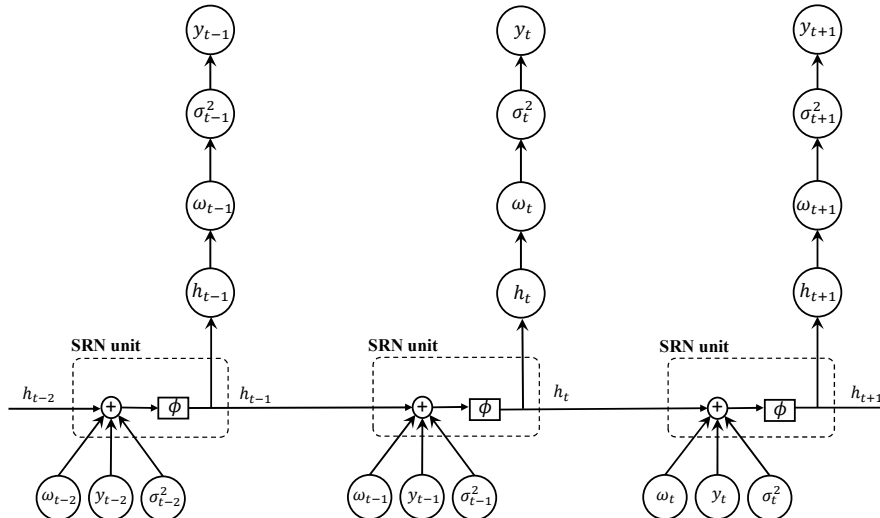 y_{t−1} y_t y_{t+1}
σ²_{t−1} σ²_t σ²_{t+1}
ω_{t−1} ω_t ω_{t+1}
h_{t−1} h_t h_{t+1}
SRN unit SRN unit SRN unit
h_{t−2} + ϕ h_{t−1} + ϕ h_t + ϕ h_{t+1}
ω_{t−2} y_{t−2} σ²_{t−2} ω_{t−1} y_{t−1} σ²_{t−1} ω_t y_t σ²_t